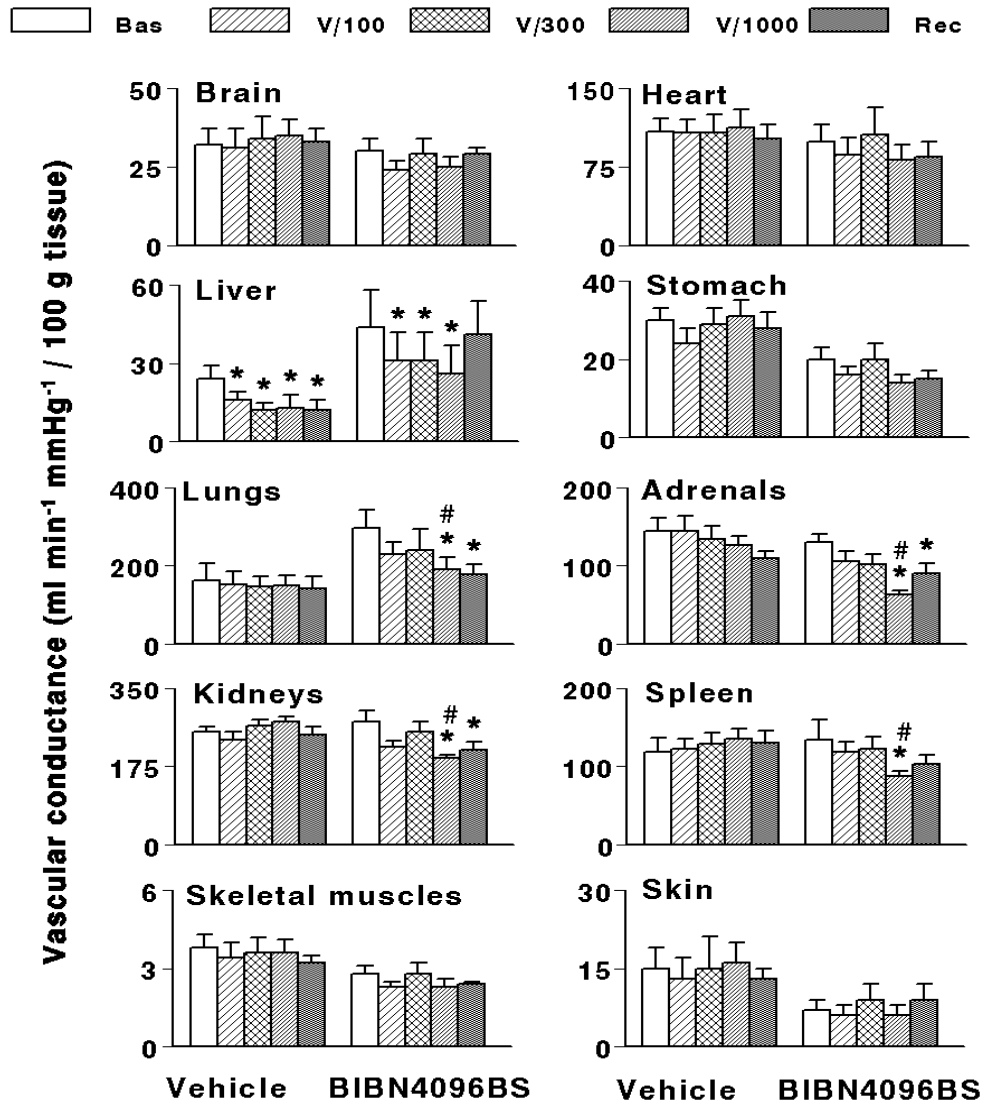 Bas V/100 V/300 V/1000 Rec
Vascular conductance (ml min⁻¹ mmHg⁻¹ / 100 g tissue)
Brain
50
25
0
Heart
150
75
0
Liver
60
30
0
* * * *
* * *
Stomach
40
20
0
Lungs
400
200
0
#
* *
Adrenals
200
100
0
# *
*
Kidneys
350
175
0
# *
*
Spleen
200
100
0
#
*
Skeletal muscles
6
3
0
Skin
30
15
0
Vehicle BIBN4096BS
Vehicle BIBN4096BS